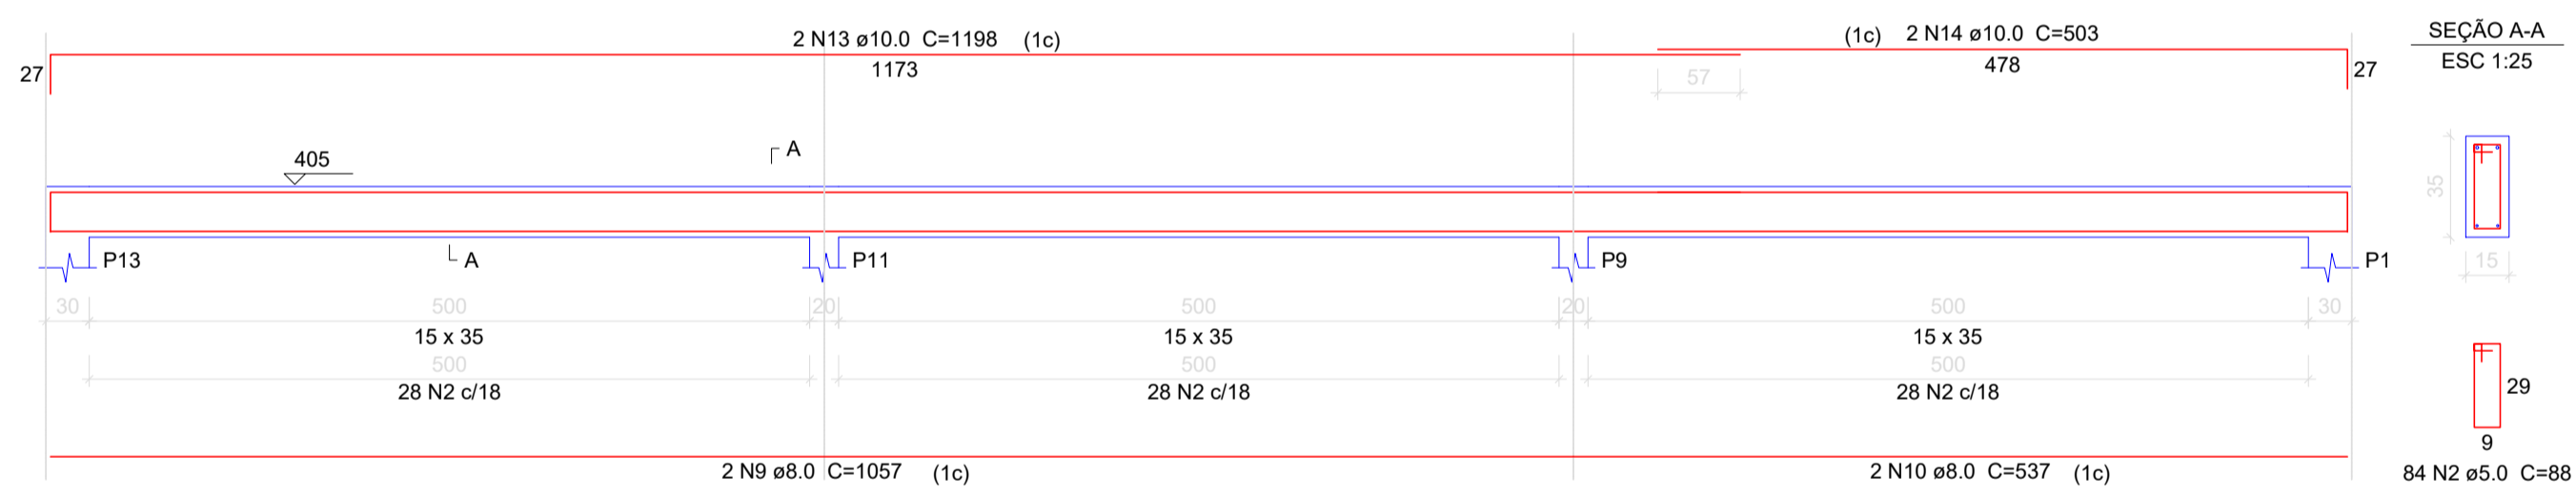 2 N13 ø10.0 C=1198 (1c)
(1c) 2 N14 ø10.0 C=503
SEÇÃO A-A
ESC 1:25
27
1173
57
478
27
405
A
35
P13
A
P11
P9
P1
15
30
500
20
500
20
500
30
15 x 35
15 x 35
15 x 35
500
500
500
28 N2 c/18
28 N2 c/18
28 N2 c/18
29
9
2 N9 ø8.0 C=1057 (1c)
2 N10 ø8.0 C=537 (1c)
84 N2 ø5.0 C=88